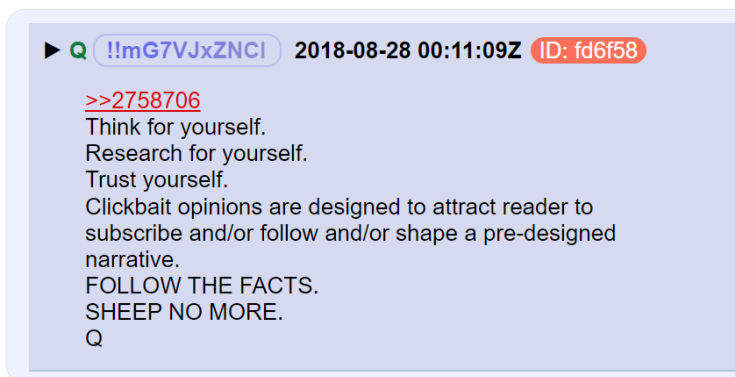 ▶ Q !!mG7VJxZNCI 2018-08-28 00:11:09Z ID: fd6f58
>>2758706
Think for yourself.
Research for yourself.
Trust yourself.
Clickbait opinions are designed to attract reader to
subscribe and/or follow and/or shape a pre-designed
narrative.
FOLLOW THE FACTS.
SHEEP NO MORE.
Q